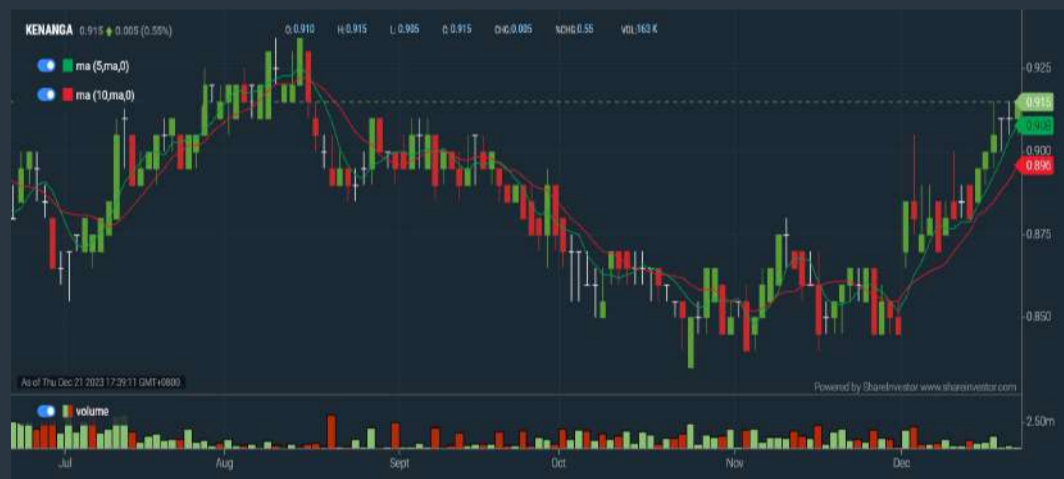 KENANGA 0.915 0.005 (0.55%) O: 0.910 H: 0.915 L: 0.905 C: 0.915 CHG:0.005 %CHG:0.55 VOL:163 K
ma (5,ma,0)
ma (10,ma,0)
0.925
0.915
0.908
0.900
0.896
0.875
0.850
As of Thu Dec 21 2023 17:39:11 GMT+0800
Powered by ShareInvestor www.shareinvestor.com
volume
2.50m
Jul Aug Sept Oct Nov Dec